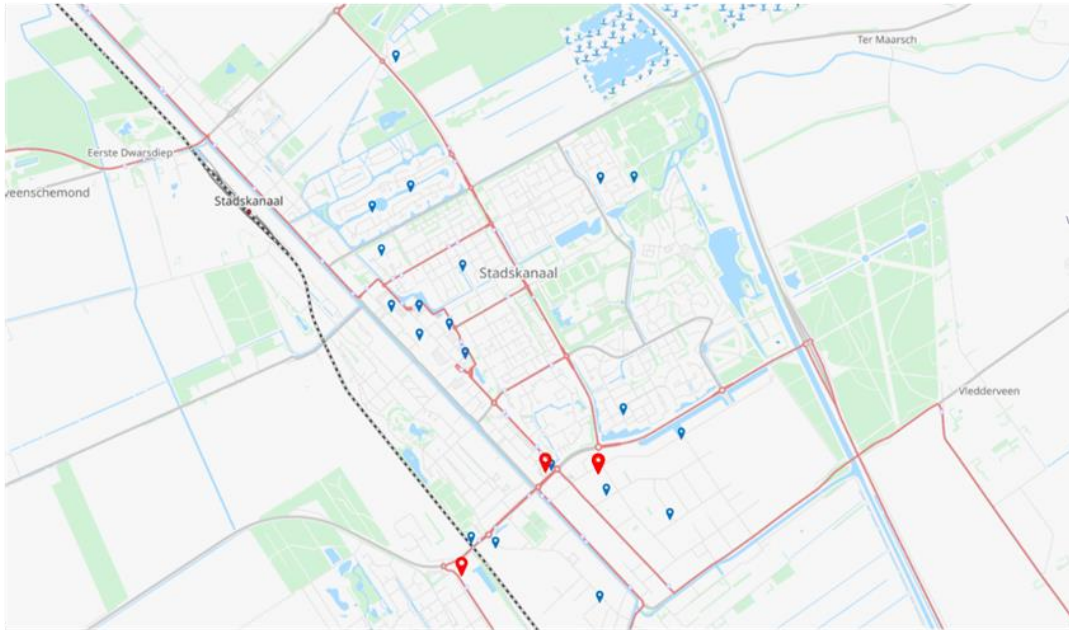 Ter Maarsch
Eerste Dwarsdiep
veenschemond
Stadskanaal
Stadskanaal
Vledderveen